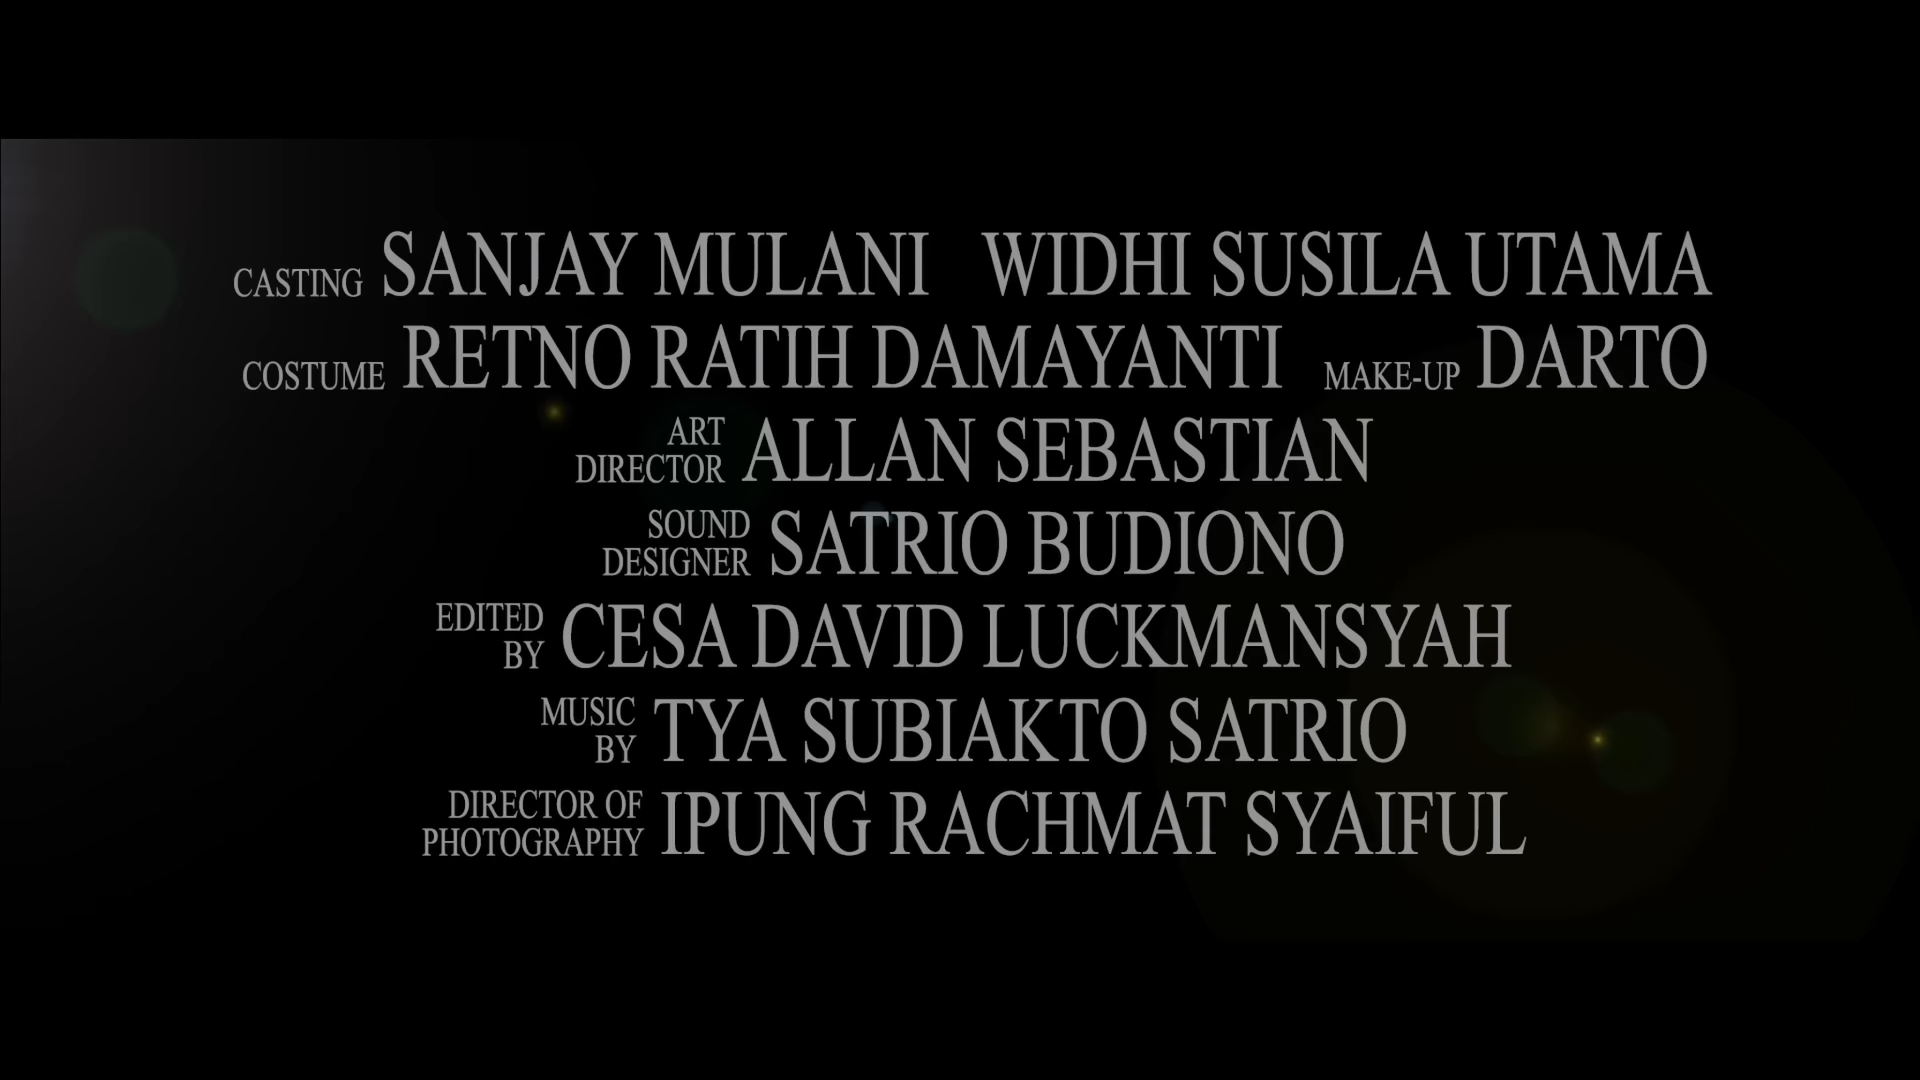 CASTING SANJAY MULANI WIDHI SUSILA UTAMA
COSTUME RETNO RATIH DAMAYANTI MAKE-UP DARTO
ART DIRECTOR ALLAN SEBASTIAN
SOUND DESIGNER SATRIO BUDIONO
EDITED BY CESA DAVID LUCKMANSYAH
MUSIC BY TYA SUBIAKTO SATRIO
DIRECTOR OF PHOTOGRAPHY IPUNG RACHMAT SYAIFUL